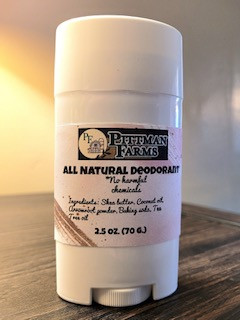 PF
PITTMAN
FARMS
ALL NATURAL DEODORANT
*No harmful
chemicals
Ingredients: Shea butter, Coconut oil,
Arrowroot powder, Baking soda, Tea
Tree oil
2.5 OZ. (70 G.)